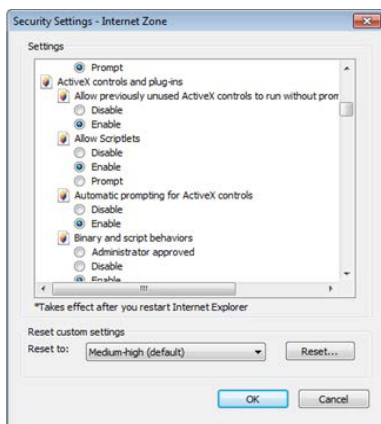 Security Settings - Internet Zone
Settings
Prompt
ActiveX controls and plug-ins
Allow previously unused ActiveX controls to run without prom
Disable
Enable
Allow Scriptlets
Disable
Enable
Prompt
Automatic prompting for ActiveX controls
Disable
Enable
Binary and script behaviors
Administrator approved
Disable
Enable
*Takes effect after you restart Internet Explorer
Reset custom settings
Reset to: Medium-high (default) Reset...
OK Cancel